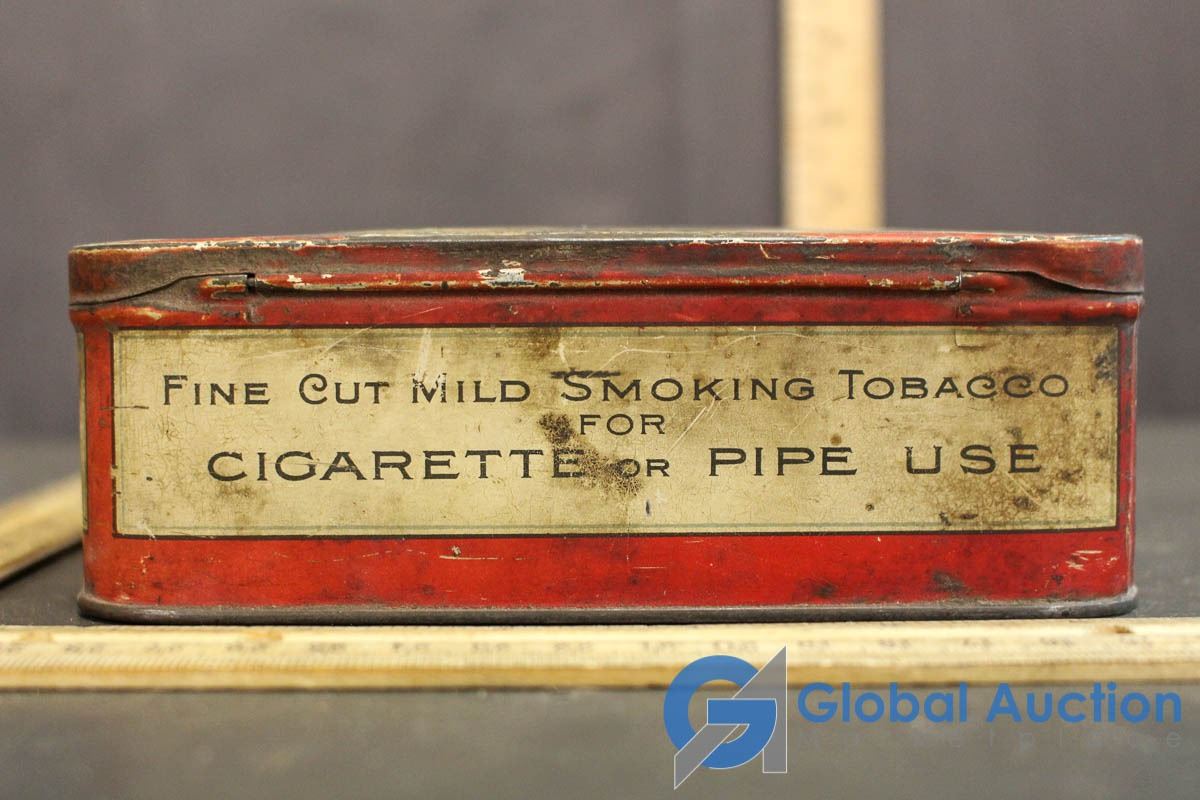 Fine Cut Mild Smoking Tobacco
FOR
CIGARETTE OR PIPE USE
Global Auction